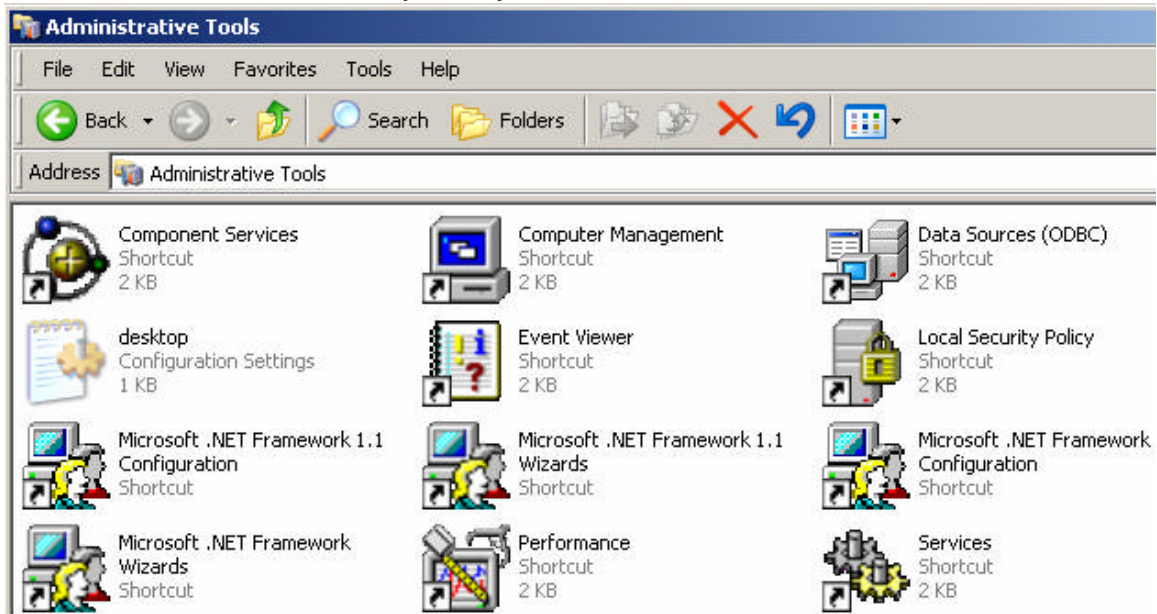 Administrative Tools
File Edit View Favorites Tools Help
Back Search Folders
Address Administrative Tools
Component Services
Shortcut
2 KB
Computer Management
Shortcut
2 KB
Data Sources (ODBC)
Shortcut
2 KB
desktop
Configuration Settings
1 KB
Event Viewer
Shortcut
2 KB
Local Security Policy
Shortcut
2 KB
Microsoft .NET Framework 1.1
Configuration
Shortcut
Microsoft .NET Framework 1.1
Wizards
Shortcut
Microsoft .NET Framework
Configuration
Shortcut
Microsoft .NET Framework
Wizards
Shortcut
Performance
Shortcut
2 KB
Services
Shortcut
2 KB